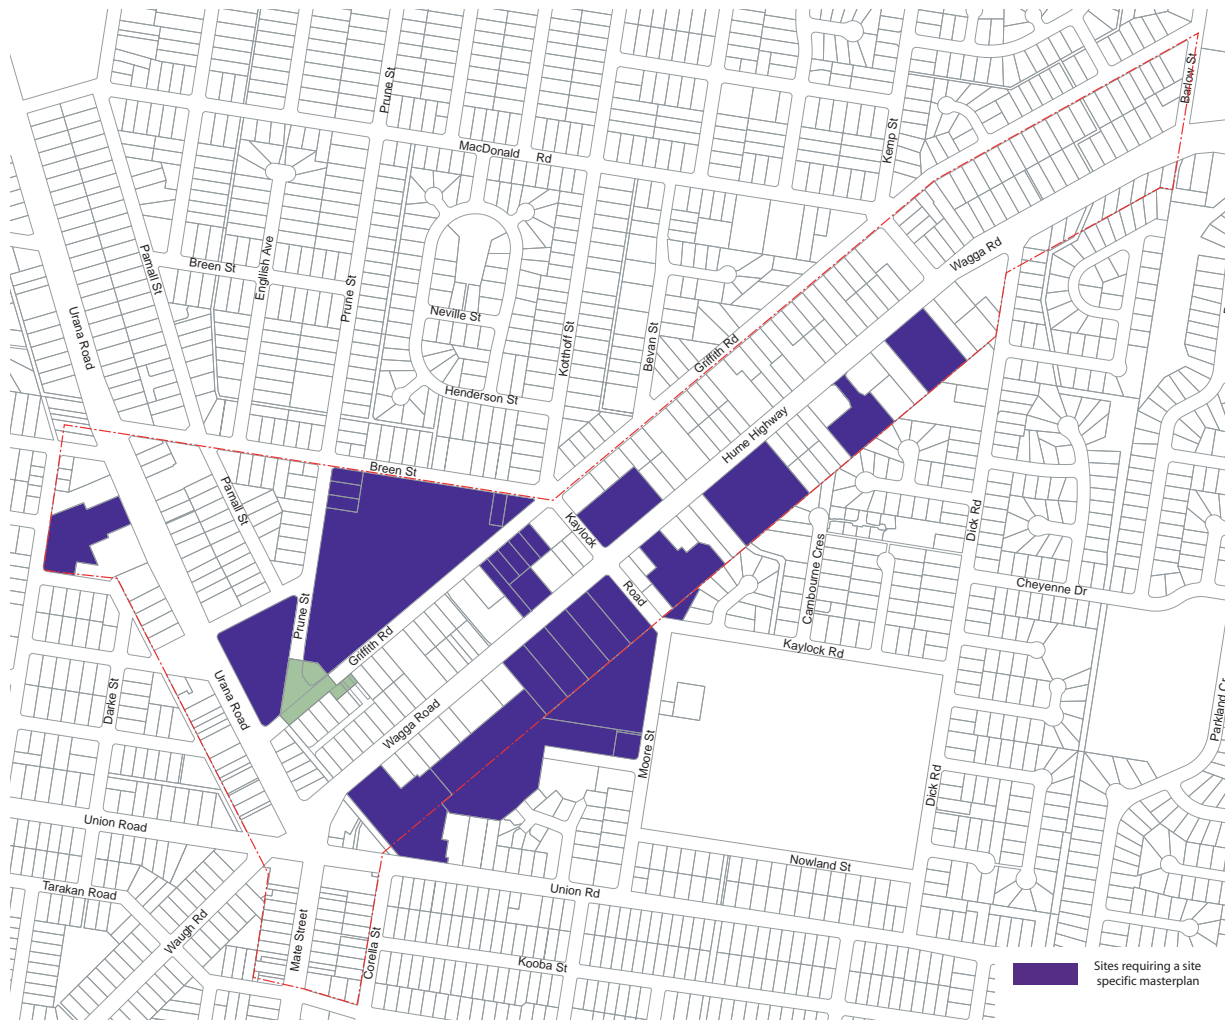 Prune St
Barlow St
MacDonald Rd
Kemp St
Wagga Rd
Parnall St
Breen St
English Ave
Prune St
Urana Road
Neville St
Kotthoff St
Bevan St
Griffith Rd
Henderson St
Hume Highway
Breen St
Parnall St
Kaylock
Road
Dick Rd
Cambourne Cres
Cheyenne Dr
Prune St
Griffith Rd
Kaylock Rd
Urana Road
Darke St
Wagga Road
Moore St
Parkland Cr
Dick Rd
Union Road
Nowland St
Tarakan Road
Union Rd
Waugh Rd
Mate Street
Corella St
Kooba St
Sites requiring a site
specific masterplan